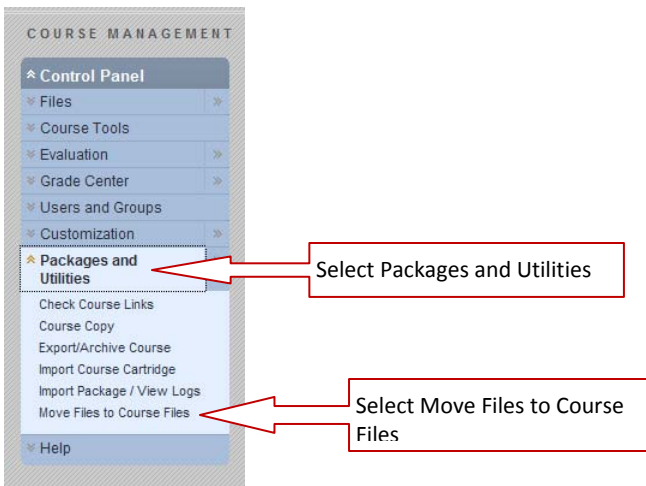 COURSE MANAGEMENT
Control Panel
Files
Course Tools
Evaluation
Grade Center
Users and Groups
Customization
Packages and
Utilities
Select Packages and Utilities
Check Course Links
Course Copy
Export/Archive Course
Import Course Cartridge
Import Package / View Logs
Move Files to Course Files
Select Move Files to Course
Files
Help